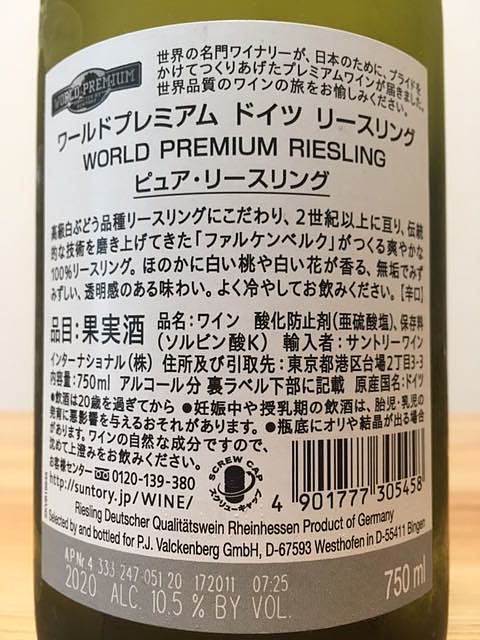 WORLD PREMIUM
世界の名門ワイナリーが、日本のために、プライドを
かけてつくりあげたプレミアムワインが届きました。
世界品質のワインの旅をお愉しみください。
ワールドプレミアム ドイツ リースリング
WORLD PREMIUM RIESLING
ピュア・リースリング
高級白ぶどう品種リースリングにこだわり、2世紀以上に亘り、伝統
的な技術を磨き上げてきた「ファルケンベルク」がつくる爽やかな
100%リースリング。ほのかに白い桃や白い花が香る、無垢でみず
みずしい、透明感のある味わい。よく冷やしてお飲みください。【辛口】
品目:果実酒 品名:ワイン 酸化防止剤(亜硫酸塩)、保存料
(ソルビン酸K) 輸入者:サントリーワイン
インターナショナル(株) 住所及び引取先:東京都港区台場2丁目3-3
内容量:750ml アルコール分 裏ラベル下部に記載 原産国名:ドイツ
●飲酒は20歳を過ぎてから ●妊娠中や授乳期の飲酒は、胎児・乳児の
発育に悪影響を与えるおそれがあります。 ●瓶底にオリや結晶が出る場合
があります。ワインの自然な成分ですので、
沈めて上澄みをお飲みください。
お客様センター 0120-139-380
http://suntory.jp/WINE/
SCREW CAP
スクリューキャップ
4 901777 305458
Riesling Deutscher Qualitätswein Rheinhessen Product of Germany
Selected by and bottled for P.J. Valckenberg GmbH, D-67593 Westhofen in D-55411 Bingen
A.P.Nr. 4 333 247 051 20 172011 07:25
2020 ALC. 10.5 % BY VOL.
750 ml